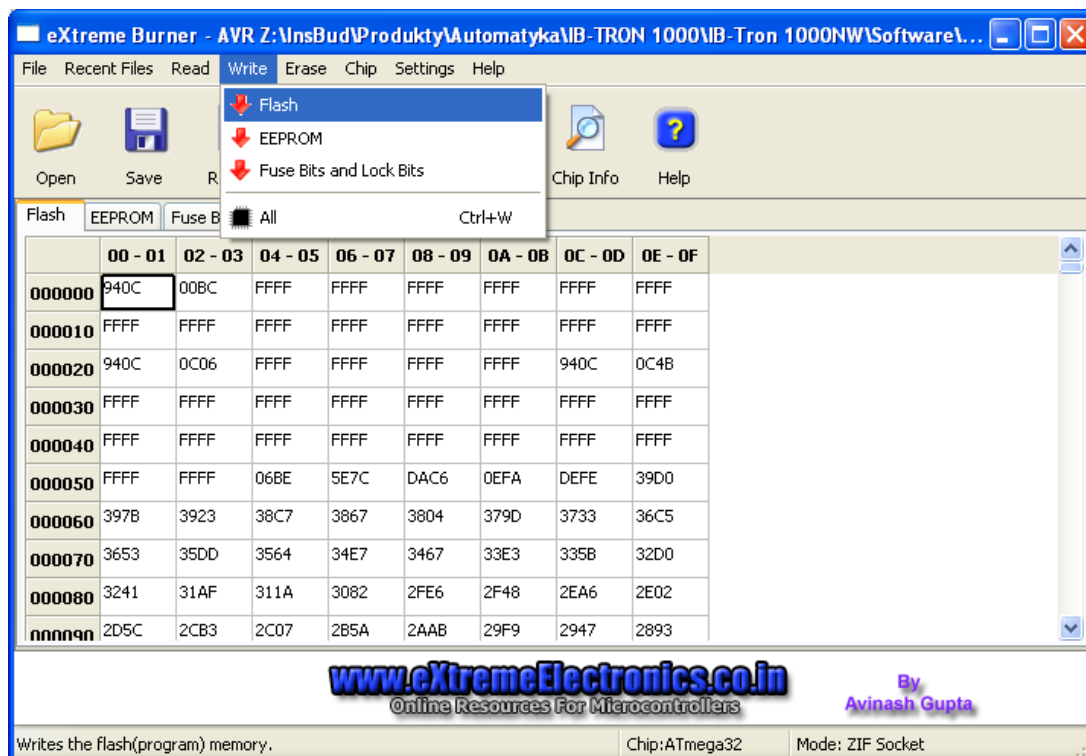 eXtreme Burner - AVR Z:\InsBud\Produkty\Automatyka\IB-TRON 1000\IB-Tron 1000NW\Software\...
File Recent Files Read Write Erase Chip Settings Help
Flash
EEPROM
Fuse Bits and Lock Bits
All Ctrl+W
Open Save R Chip Info Help
Flash EEPROM Fuse B
00 - 01 02 - 03 04 - 05 06 - 07 08 - 09 0A - 0B 0C - 0D 0E - 0F
000000 940C 00BC FFFF FFFF FFFF FFFF FFFF FFFF
000010 FFFF FFFF FFFF FFFF FFFF FFFF FFFF FFFF
000020 940C 0C06 FFFF FFFF FFFF FFFF 940C 0C4B
000030 FFFF FFFF FFFF FFFF FFFF FFFF FFFF FFFF
000040 FFFF FFFF FFFF FFFF FFFF FFFF FFFF FFFF
000050 FFFF FFFF 06BE 5E7C DAC6 0EFA DEFE 39D0
000060 397B 3923 38C7 3867 3804 379D 3733 36C5
000070 3653 35DD 3564 34E7 3467 33E3 335B 32D0
000080 3241 31AF 311A 3082 2FE6 2F48 2EA6 2E02
000090 2D5C 2CB3 2C07 2B5A 2AAB 29F9 2947 2893
www.eXtremeElectronics.co.in
Online Resources For Microcontrollers
By
Avinash Gupta
Writes the flash(program) memory. Chip:ATmega32 Mode: ZIF Socket